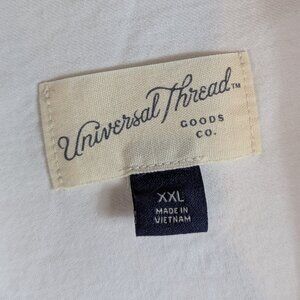 Universal Thread™
GOODS
CO.
XXL
MADE IN
VIETNAM